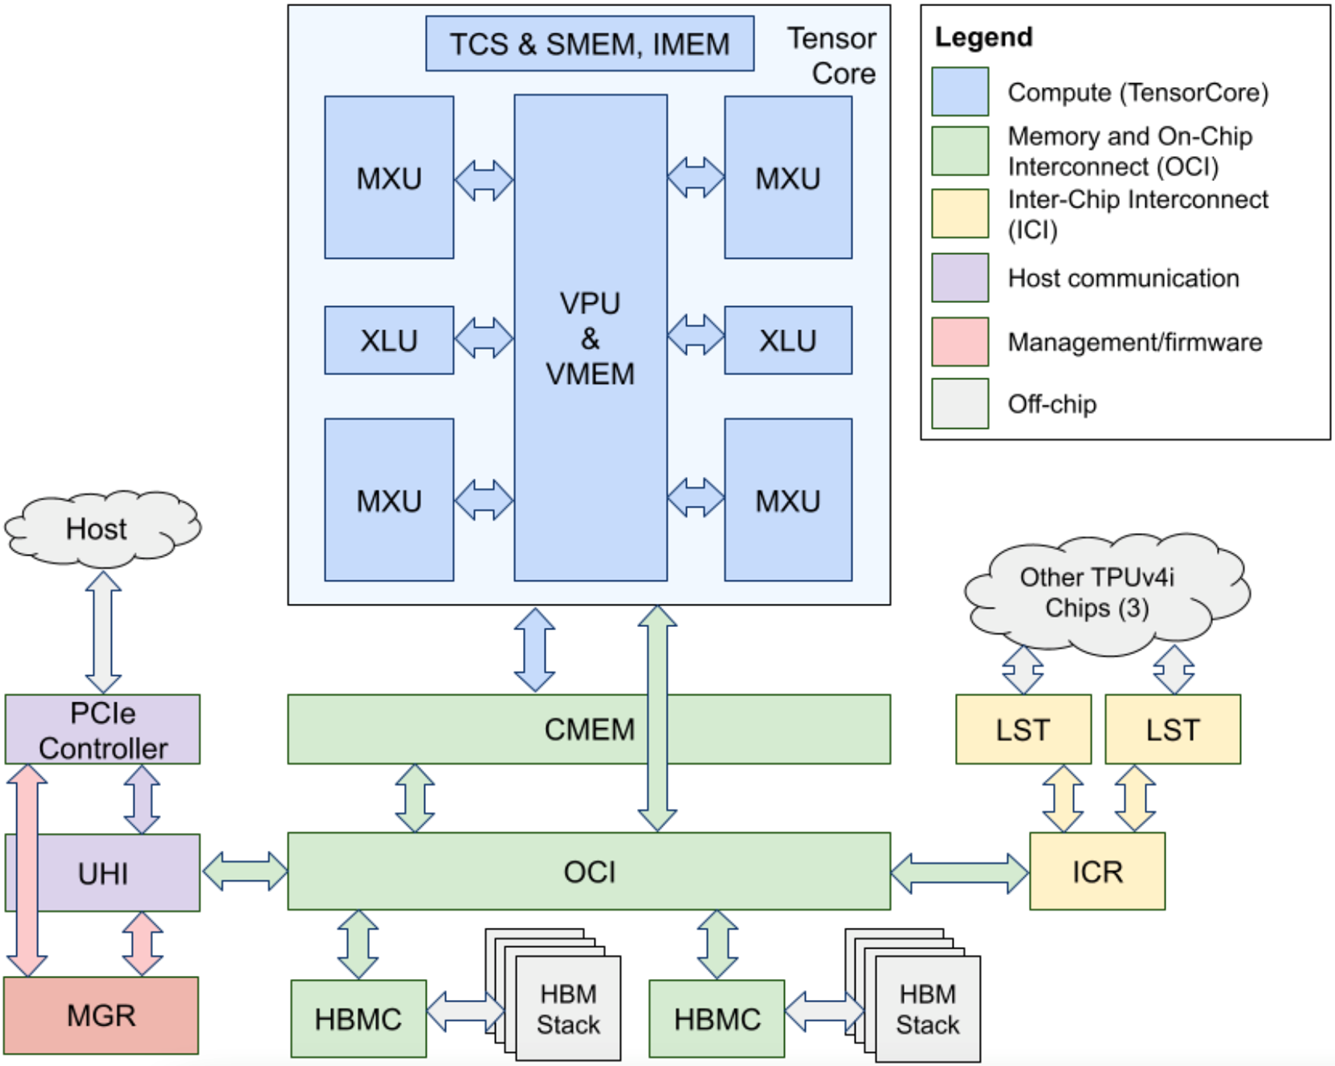 TCS & SMEM, IMEM
Tensor
Core
MXU
MXU
VPU
&
VMEM
XLU
XLU
MXU
MXU
Legend
Compute (TensorCore)
Memory and On-Chip
Interconnect (OCI)
Inter-Chip Interconnect
(ICI)
Host communication
Management/firmware
Off-chip
Host
PCIe
Controller
UHI
MGR
CMEM
OCI
HBMC
HBM
Stack
HBMC
HBM
Stack
Other TPUv4i
Chips (3)
LST
LST
ICR